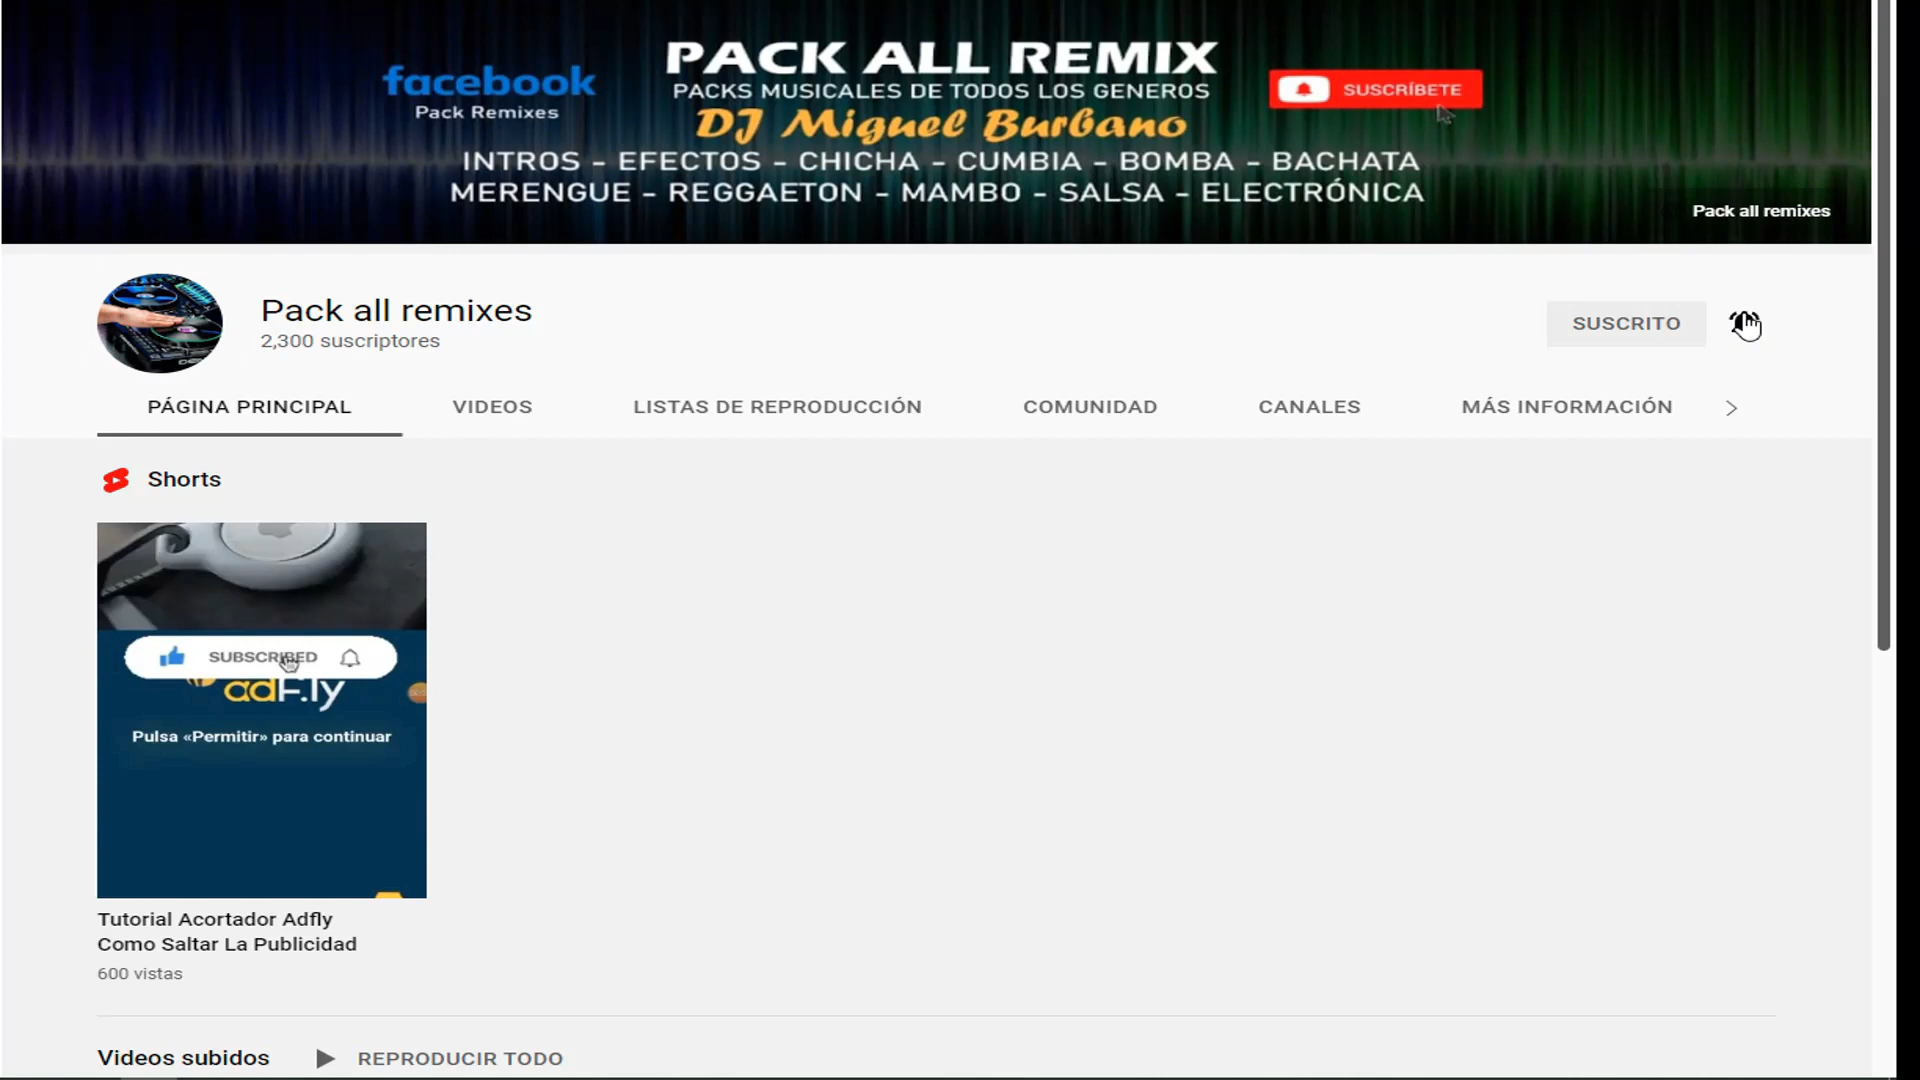 PACK ALL REMIX
facebook
Pack Remixes
PACKS MUSICALES DE TODOS LOS GENEROS
SUSCRÍBETE
DJ Miguel Burbano
INTROS - EFECTOS - CHICHA - CUMBIA - BOMBA - BACHATA
MERENGUE - REGGAETON - MAMBO - SALSA - ELECTRÓNICA
Pack all remixes
Pack all remixes
2,300 suscriptores
SUSCRITO
PÁGINA PRINCIPAL VIDEOS LISTAS DE REPRODUCCIÓN COMUNIDAD CANALES MÁS INFORMACIÓN
Shorts
SUBSCRIBED
adF.ly
Pulsa «Permitir» para continuar
Tutorial Acortador Adfly
Como Saltar La Publicidad
600 vistas
Videos subidos REPRODUCIR TODO